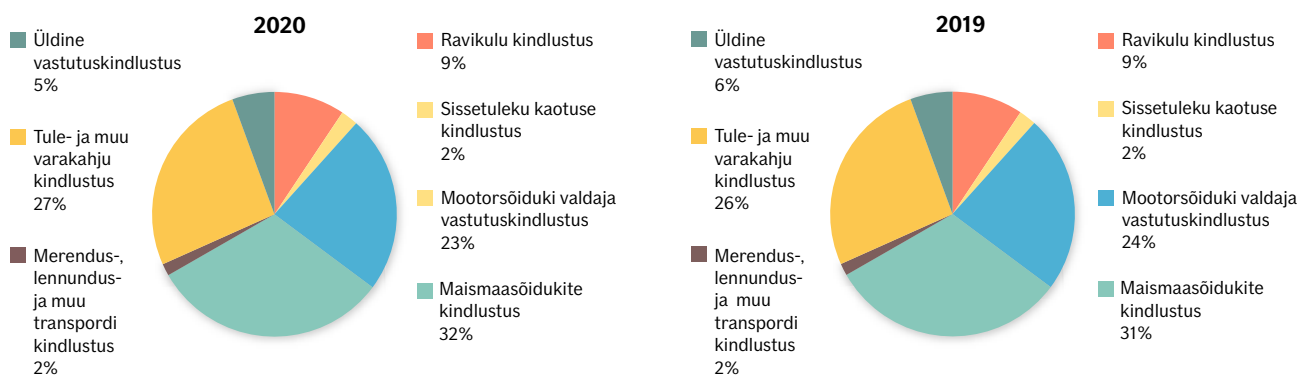 2020
Üldine
vastutuskindlustus
5%
Tule- ja muu
varakahju
kindlustus
27%
Merendus-,
lennundus-
ja muu
transpordi
kindlustus
2%
Ravikulu kindlustus
9%
Sissetuleku kaotuse
kindlustus
2%
Mootorsõiduki valdaja
vastutuskindlustus
23%
Maismaasõidukite
kindlustus
32%
2019
Üldine
vastutuskindlustus
6%
Tule- ja muu
varakahju
kindlustus
26%
Merendus-,
lennundus-
ja muu
transpordi
kindlustus
2%
Ravikulu kindlustus
9%
Sissetuleku kaotuse
kindlustus
2%
Mootorsõiduki valdaja
vastutuskindlustus
24%
Maismaasõidukite
kindlustus
31%